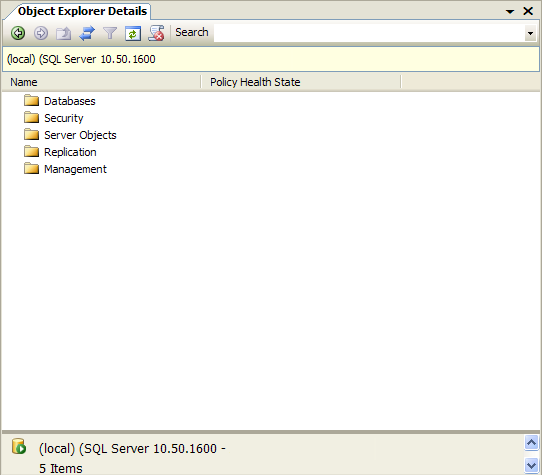 Object Explorer Details
Search
(local) (SQL Server 10.50.1600
Name Policy Health State
Databases
Security
Server Objects
Replication
Management
(local) (SQL Server 10.50.1600 -
5 Items